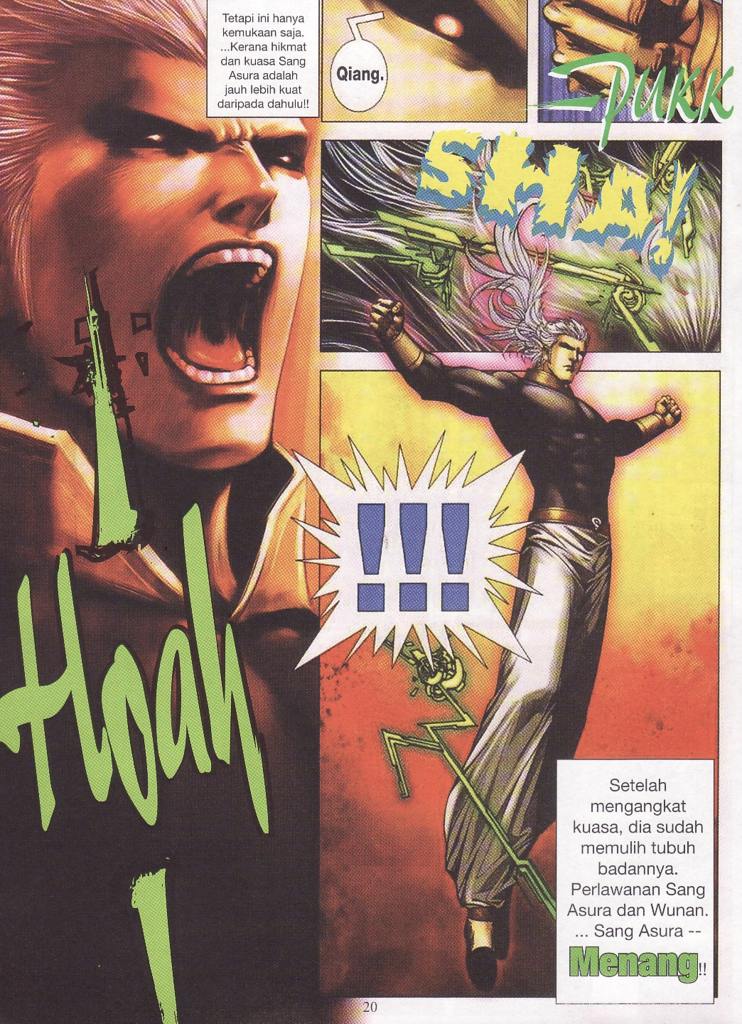 Tetapi ini hanya
kemukaan saja.
...Kerana hikmat
dan kuasa Sang
Asura adalah
jauh lebih kuat
daripada dahulu!!
Qiang.
PUKK
SHA!
!!!
Hoah!
Setelah
mengangkat
kuasa, dia sudah
memulih tubuh
badannya.
Perlawanan Sang
Asura dan Wunan.
... Sang Asura --
Menang!!
20